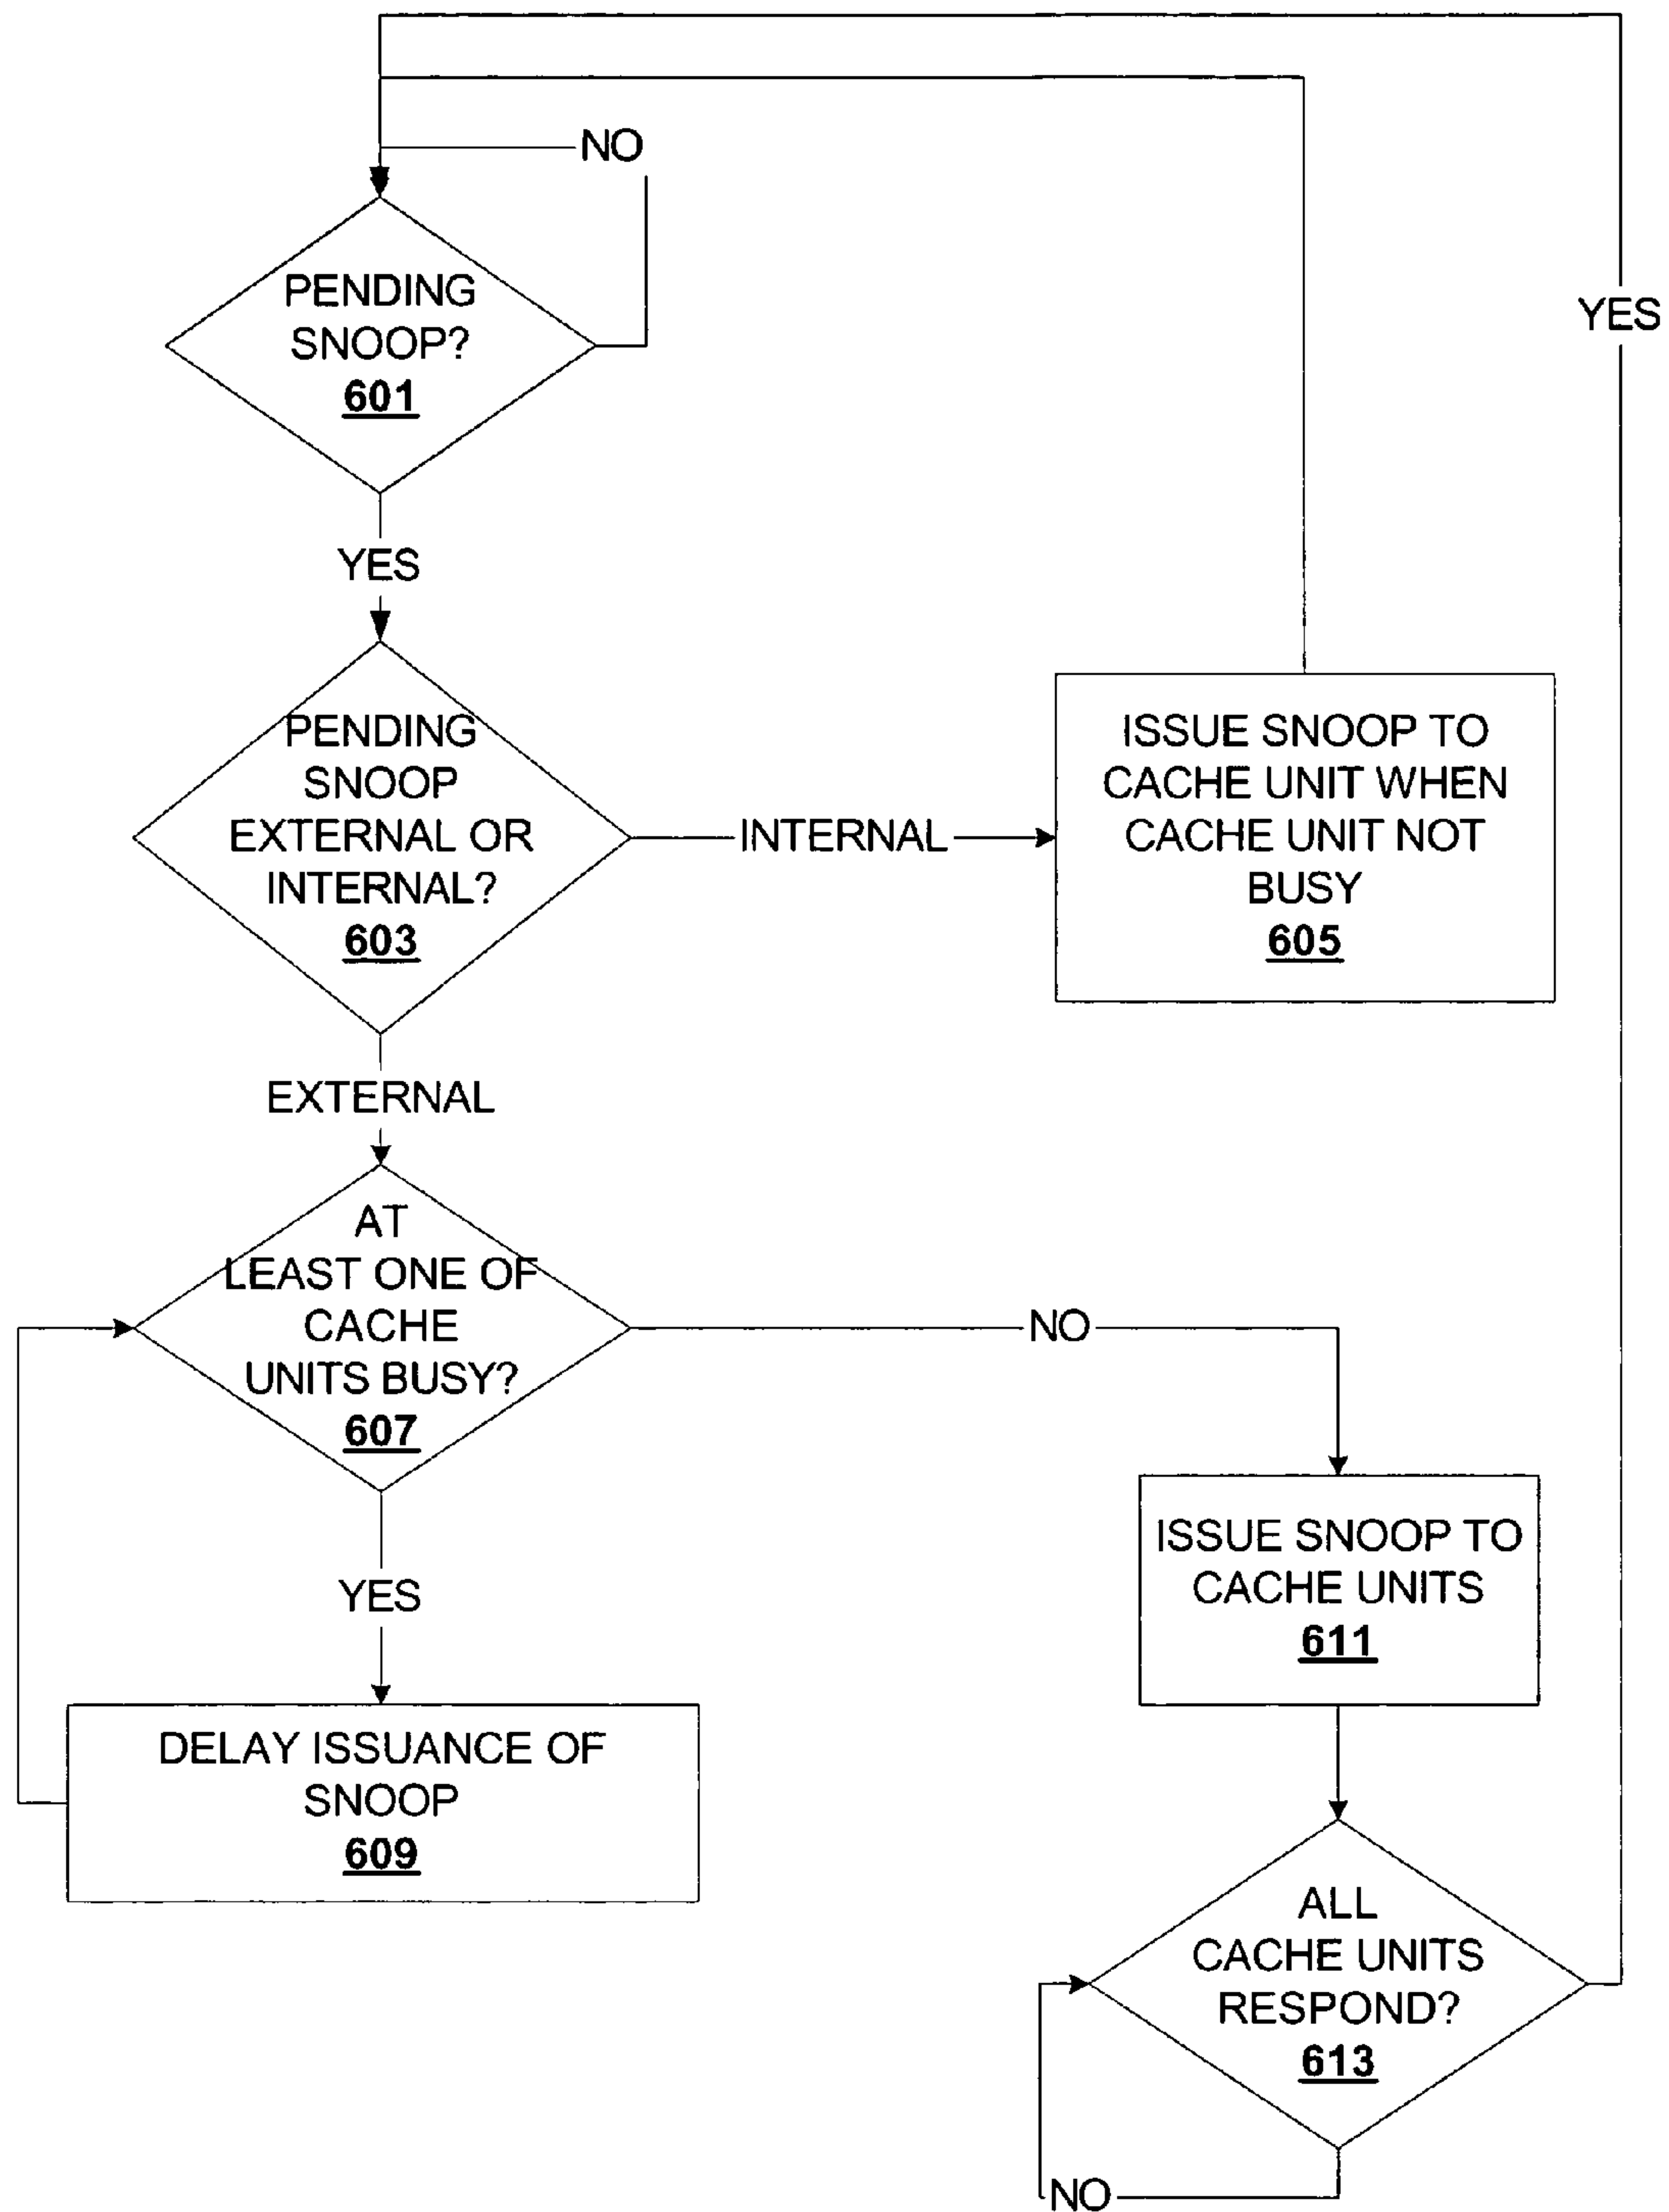 NO
PENDING
SNOOP?
601
YES
YES
PENDING
SNOOP
EXTERNAL OR
INTERNAL?
603
INTERNAL
ISSUE SNOOP TO
CACHE UNIT WHEN
CACHE UNIT NOT
BUSY
605
EXTERNAL
AT
LEAST ONE OF
CACHE
UNITS BUSY?
607
NO
YES
ISSUE SNOOP TO
CACHE UNITS
611
DELAY ISSUANCE OF
SNOOP
609
ALL
CACHE UNITS
RESPOND?
613
NO